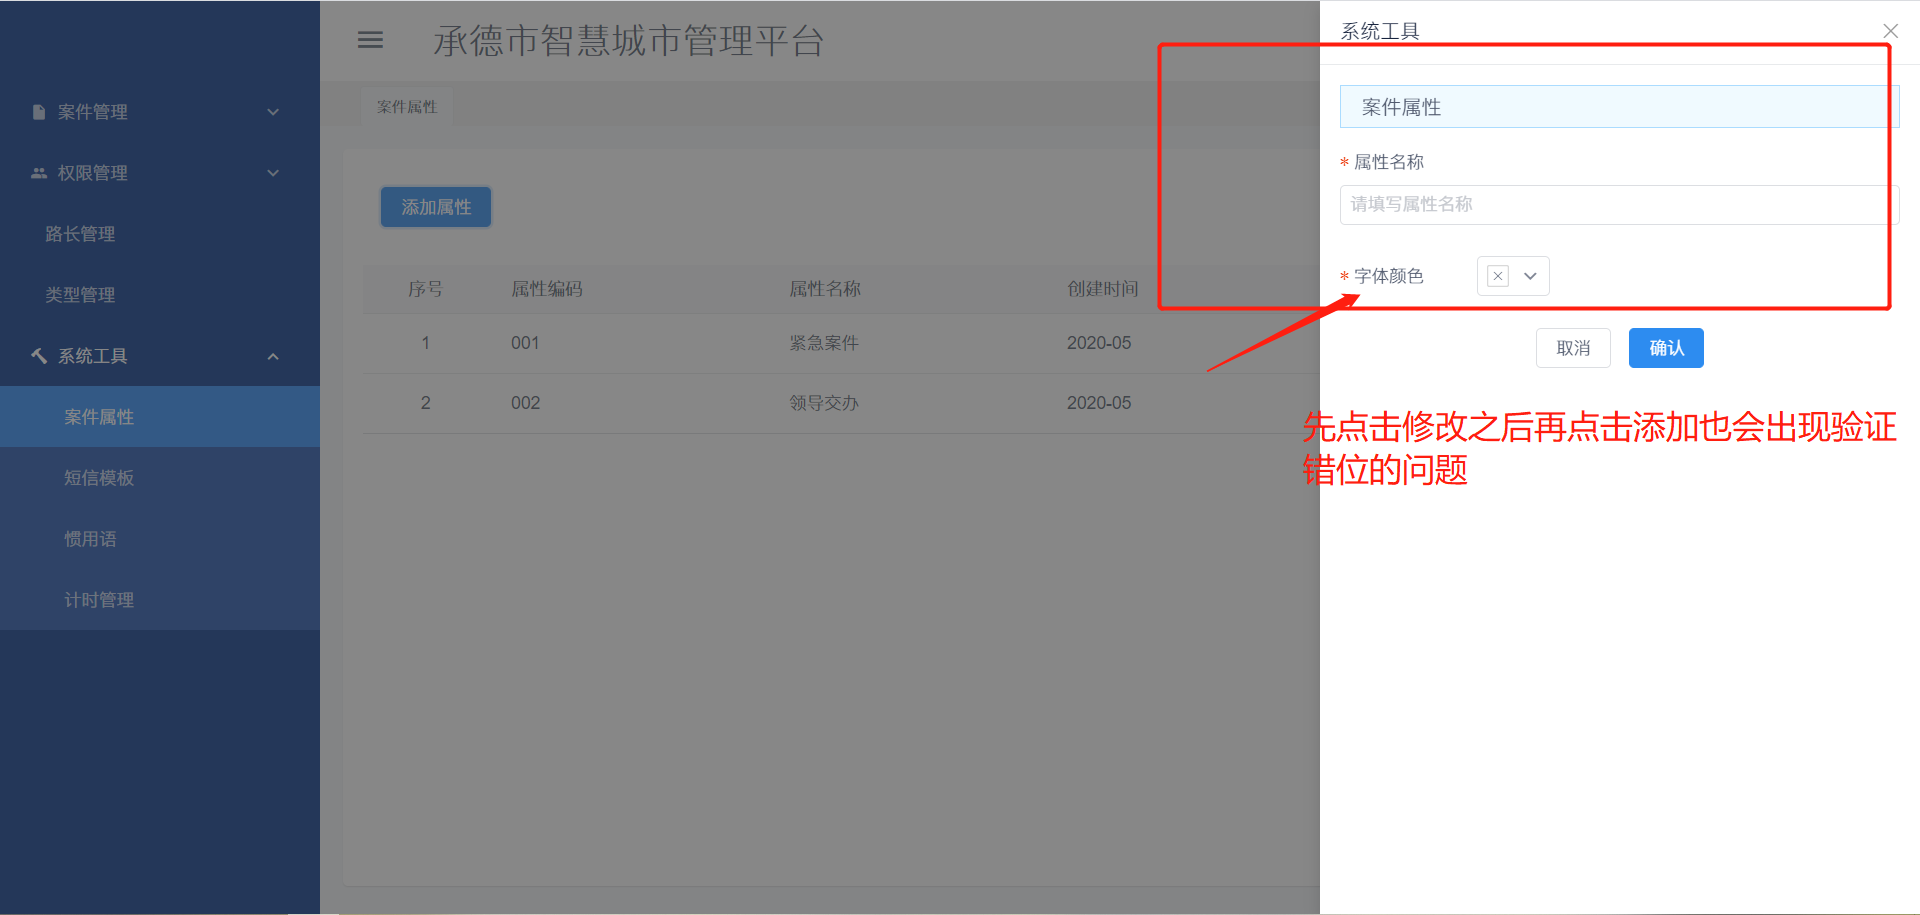 承德市智慧城市管理平台
系统工具
案件管理
权限管理
路长管理
类型管理
系统工具
案件属性
短信模板
惯用语
计时管理
案件属性
添加属性
序号 属性编码 属性名称 创建时间
1 001 紧急案件 2020-05
2 002 领导交办 2020-05
案件属性
* 属性名称
请填写属性名称
* 字体颜色
取消 确认
先点击修改之后再点击添加也会出现验证
错位的问题